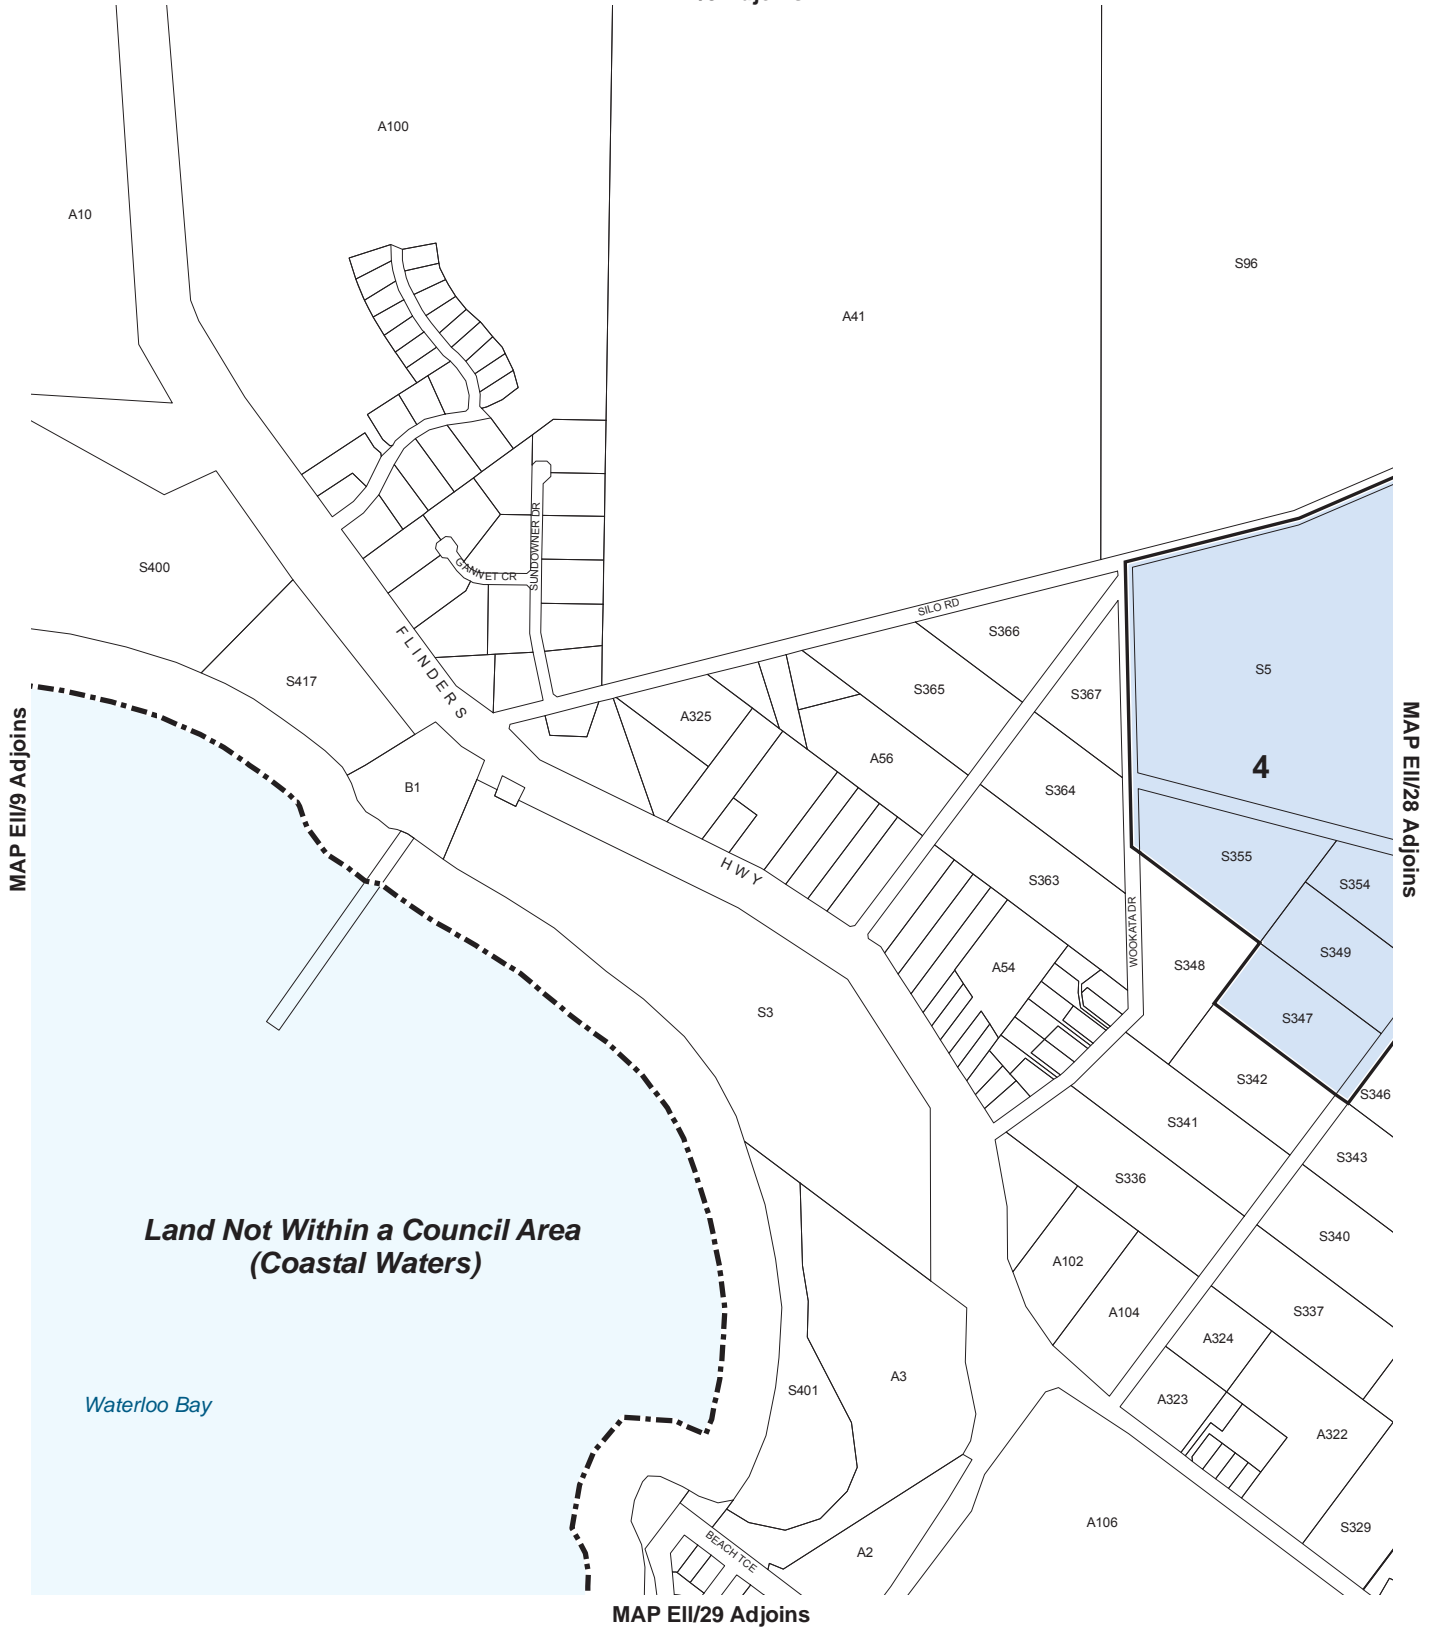 A100
A10
S96
A41
S400
SUNDOWNER DR
GANNET CR
SILO RD
S366
S5
S417
FLINDERS
S365
S367
A325
A56
4
B1
S364
MAP EII/9 Adjoins
MAP EII/28 Adjoins
HWY
S363
S355
S354
WOOKATA DR
S349
A54
S348
S3
S347
S342
S346
S341
S343
S336
Land Not Within a Council Area
(Coastal Waters)
S340
A102
A104
S337
A324
A3
S401
A323
Waterloo Bay
A322
A106
S329
BEACH TCE
A2
MAP EII/29 Adjoins